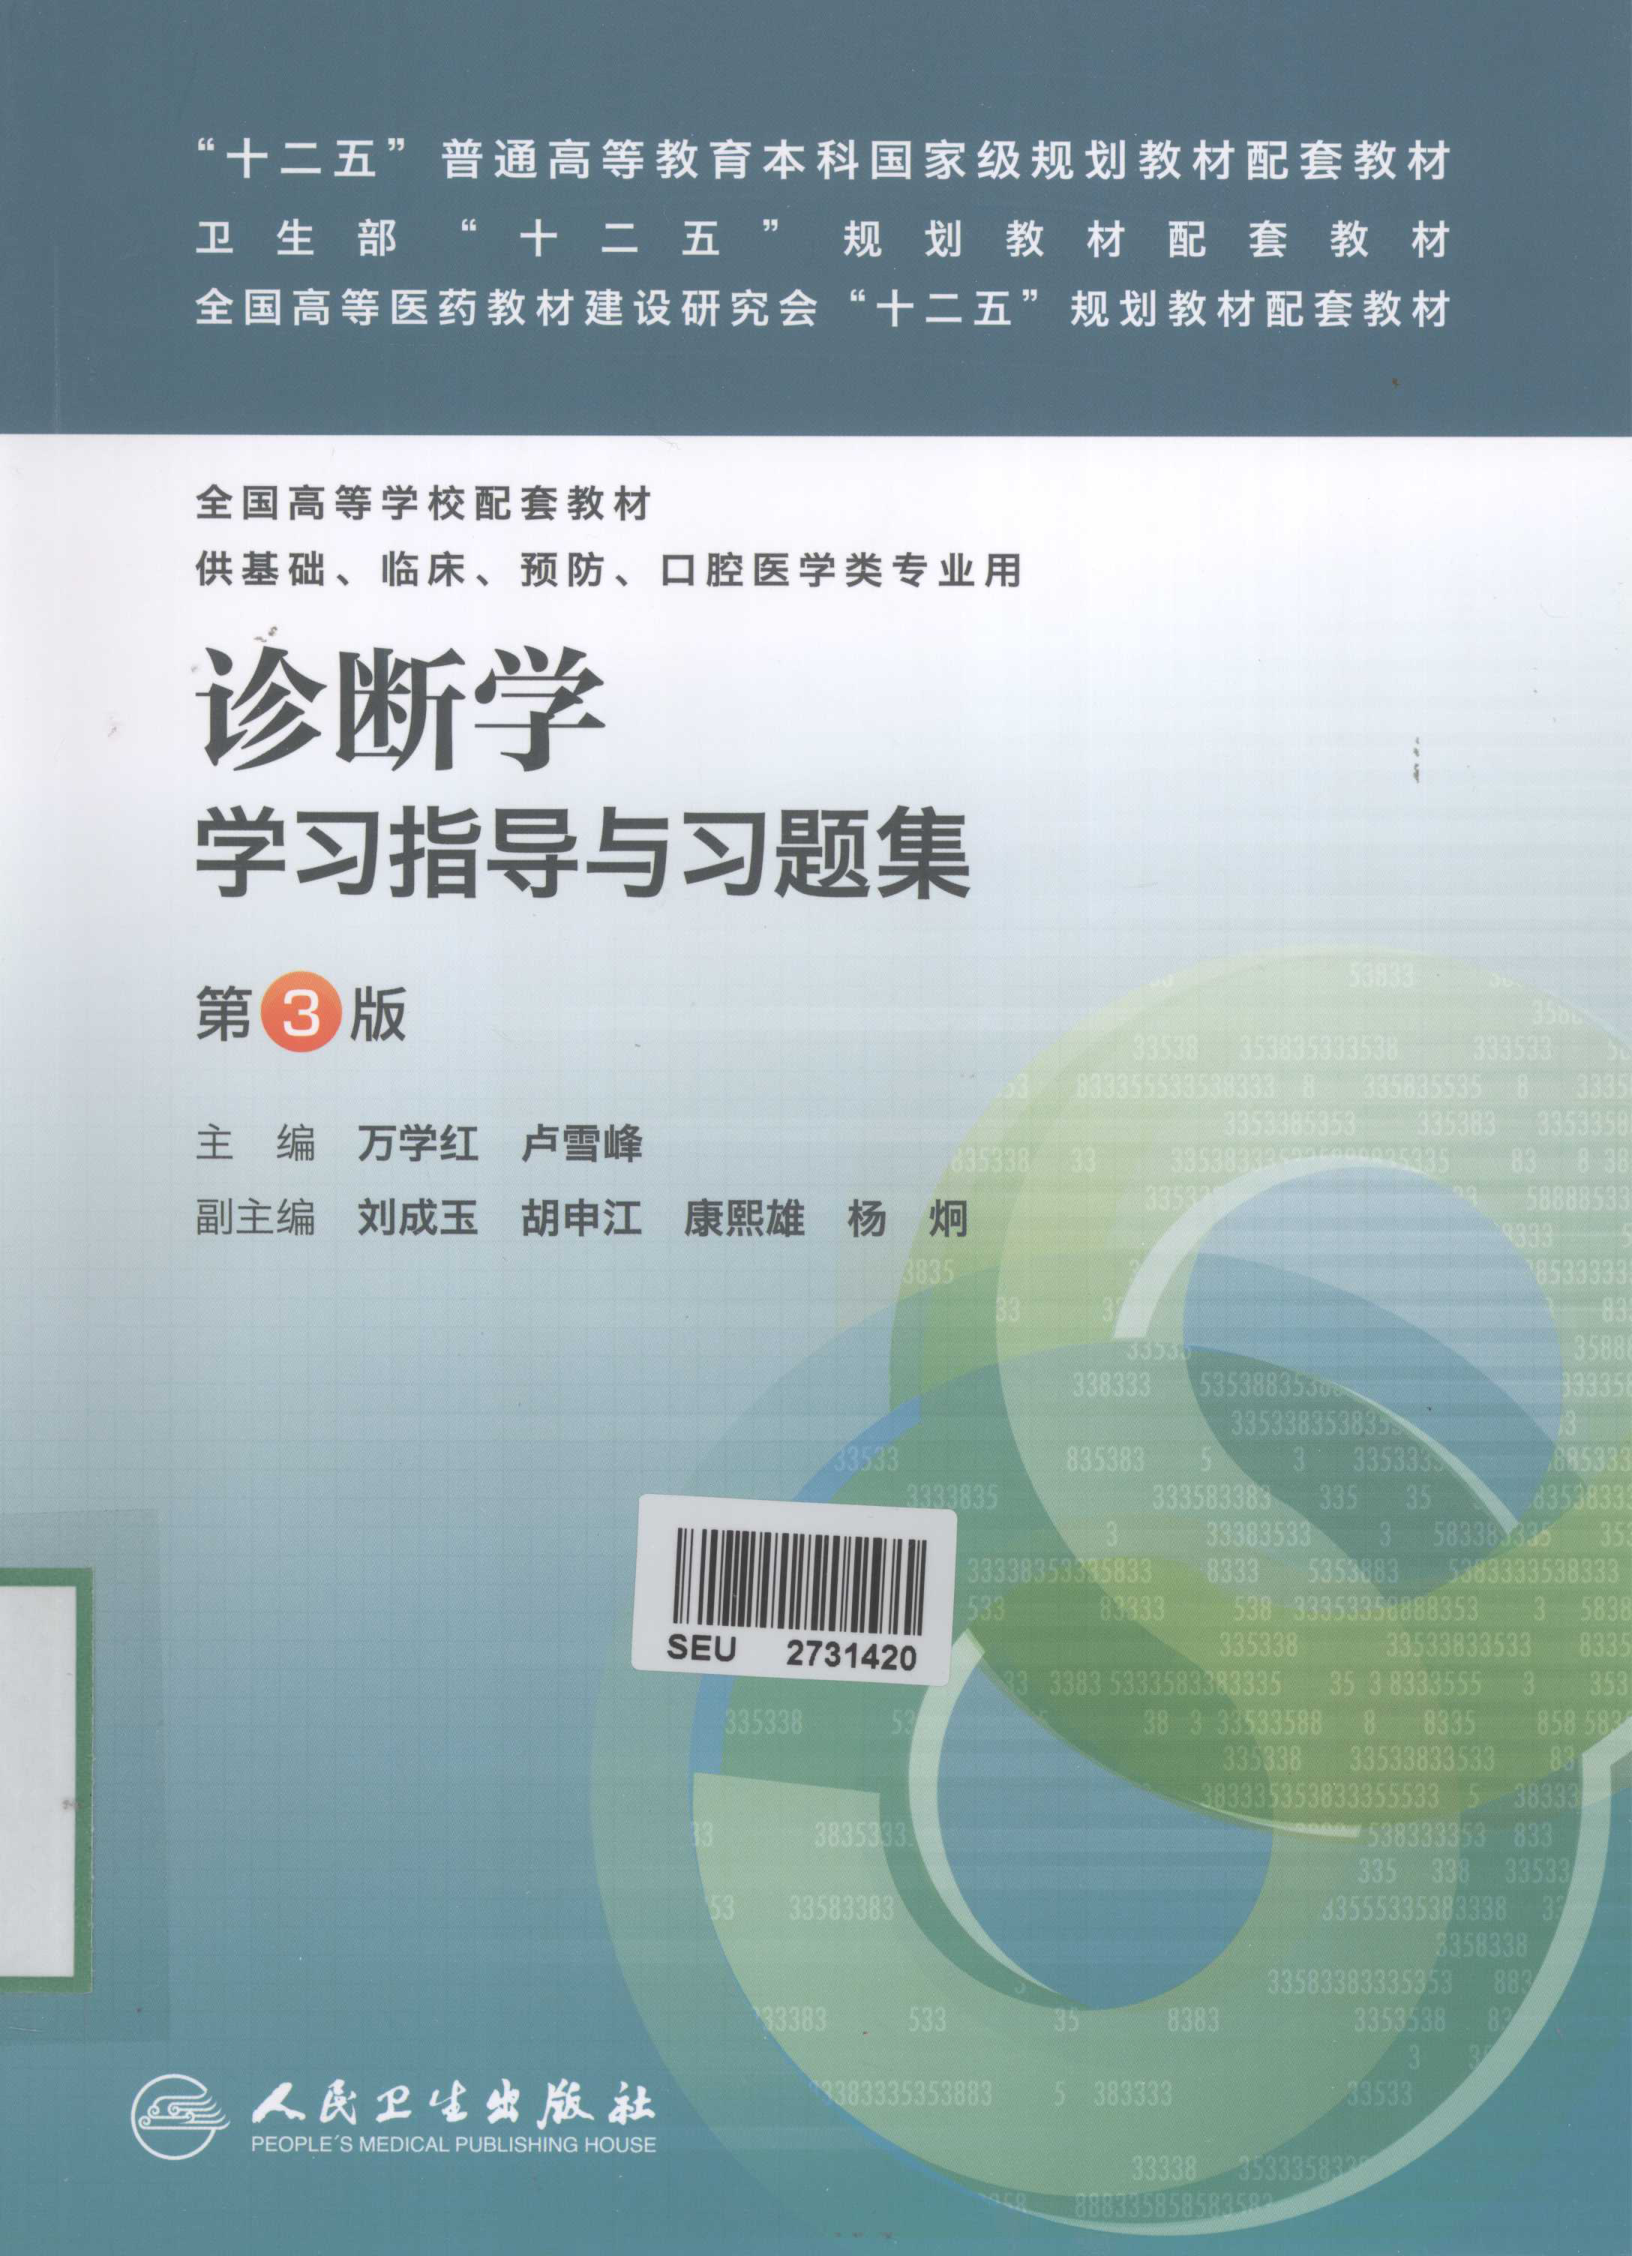 “十二五”普通高等教育本科国家级规划教材配套教材
卫生部“十二五”规划教材配套教材
全国高等医药教材建设研究会“十二五”规划教材配套教材
全国高等学校配套教材
供基础、临床、预防、口腔医学类专业用
诊断学
学习指导与习题集
第3版
主 编 万学红 卢雪峰
副主编 刘成玉 胡申江 康熙雄 杨 炯
SEU 2731420
人民卫生出版社
PEOPLE'S MEDICAL PUBLISHING HOUSE